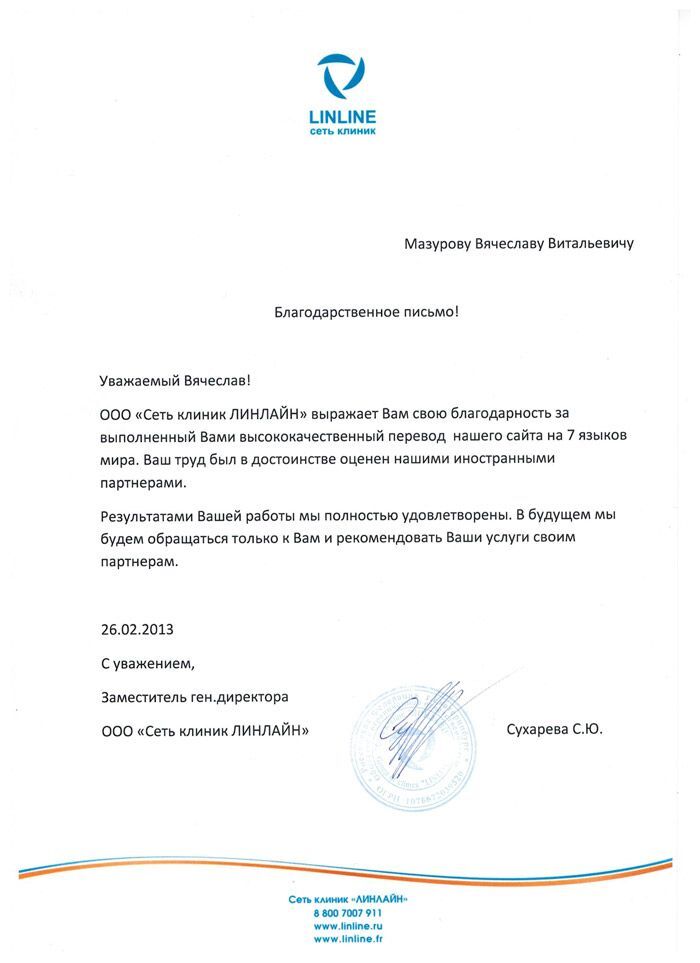 LINLINE
сеть клиник
Мазурову Вячеславу Витальевичу
Благодарственное письмо!
Уважаемый Вячеслав!
ООО «Сеть клиник ЛИНЛАЙН» выражает Вам свою благодарность за
выполненный Вами высококачественный перевод нашего сайта на 7 языков
мира. Ваш труд был в достоинстве оценен нашими иностранными
партнерами.
Результатами Вашей работы мы полностью удовлетворены. В будущем мы
будем обращаться только к Вам и рекомендовать Ваши услуги своим
партнерам.
26.02.2013
С уважением,
Заместитель ген.директора
ООО «Сеть клиник ЛИНЛАЙН»
Сухарева С.Ю.
Сеть клиник «ЛИНЛАЙН»
8 800 7007 911
www.linline.ru
www.linline.fr